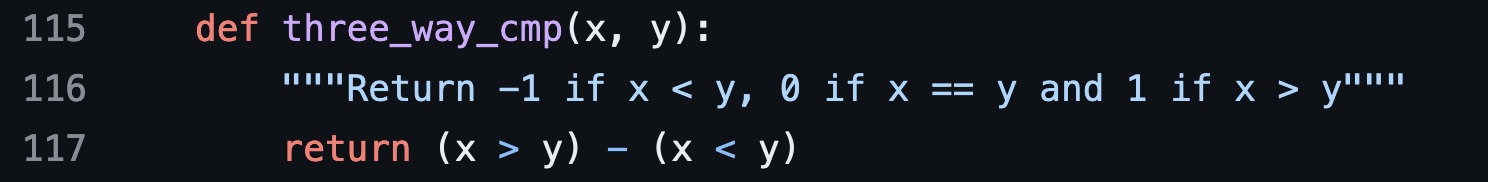 115 def three_way_cmp(x, y):
116 """Return -1 if x < y, 0 if x == y and 1 if x > y"""
117 return (x > y) - (x < y)